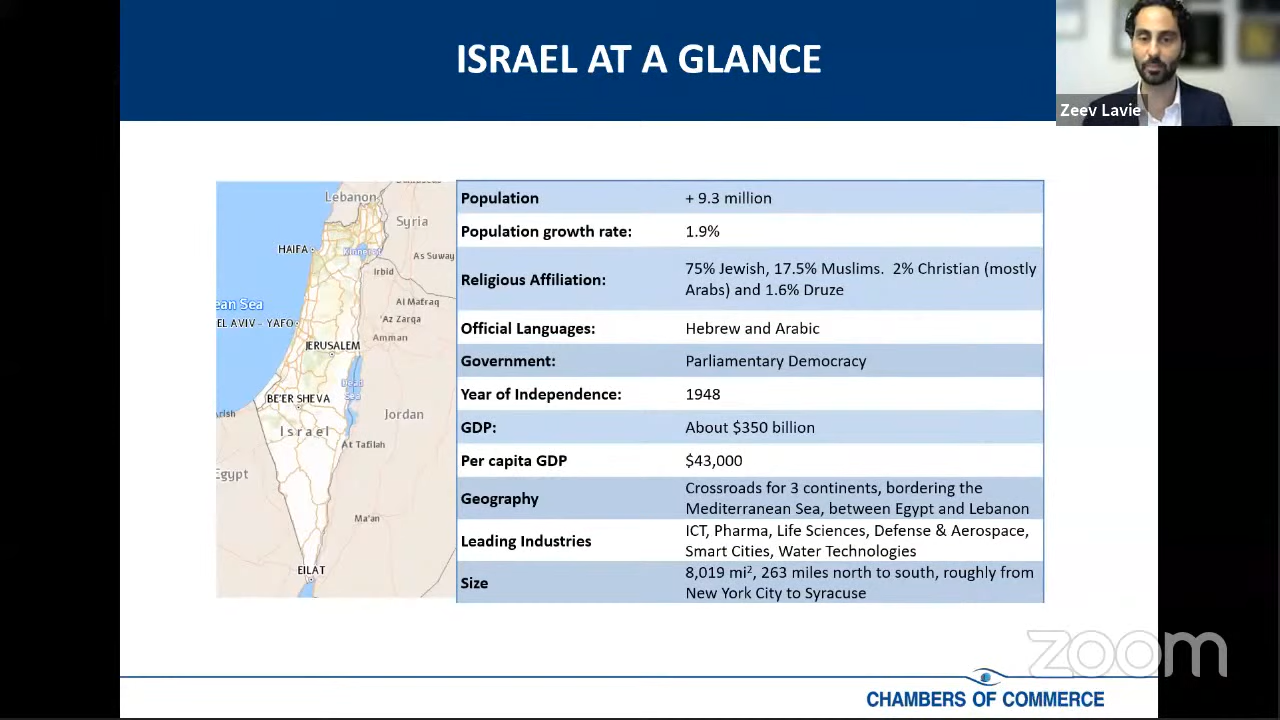 ISRAEL AT A GLANCE
Zeev Lavie
Lebanon
Syria
HAIFA
As Suway
Irbid
ean Sea
Al Mafraq
EL AVIV - YAFO
'Az Zarqa
Amman
JERUSALEM
Dead
Sea
BE'ER SHEVA
Arish
Jordan
Israel
At Tafilah
Egypt
Ma'an
EILAT
Population + 9.3 million
Population growth rate: 1.9%
Religious Affiliation: 75% Jewish, 17.5% Muslims. 2% Christian (mostly
Arabs) and 1.6% Druze
Official Languages: Hebrew and Arabic
Government: Parliamentary Democracy
Year of Independence: 1948
GDP: About $350 billion
Per capita GDP $43,000
Geography Crossroads for 3 continents, bordering the
Mediterranean Sea, between Egypt and Lebanon
Leading Industries ICT, Pharma, Life Sciences, Defense & Aerospace,
Smart Cities, Water Technologies
Size 8,019 mi², 263 miles north to south, roughly from
New York City to Syracuse
zoom
CHAMBERS OF COMMERCE